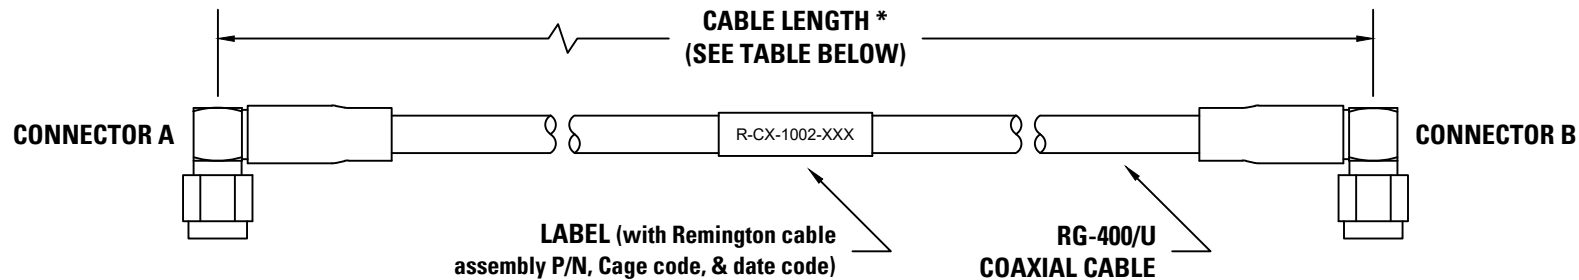 CABLE LENGTH *
(SEE TABLE BELOW)
CONNECTOR A
R-CX-1002-XXX
CONNECTOR B
LABEL (with Remington cable
assembly P/N, Cage code, & date code)
RG-400/U
COAXIAL CABLE